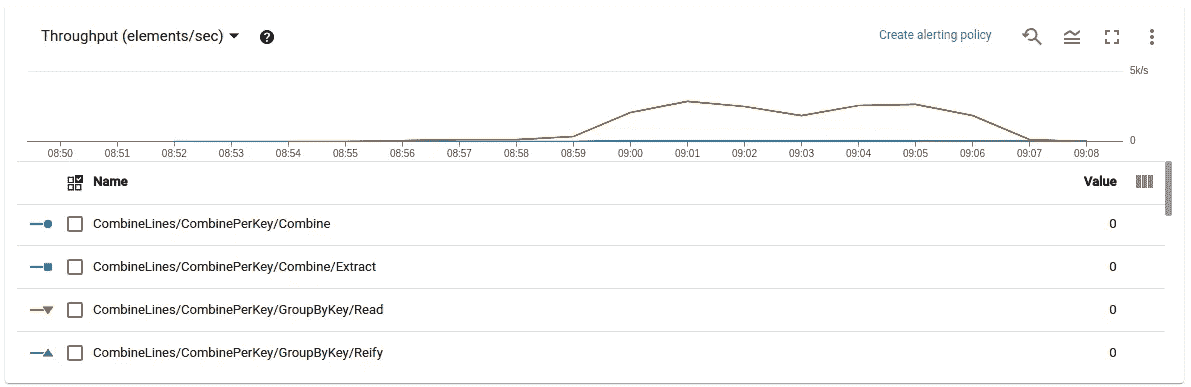 Throughput (elements/sec)
Create alerting policy
5k/s
0
08:50 08:51 08:52 08:53 08:54 08:55 08:56 08:57 08:58 08:59 09:00 09:01 09:02 09:03 09:04 09:05 09:06 09:07 09:08
Name Value
CombineLines/CombinePerKey/Combine 0
CombineLines/CombinePerKey/Combine/Extract 0
CombineLines/CombinePerKey/GroupByKey/Read 0
CombineLines/CombinePerKey/GroupByKey/Reify 0